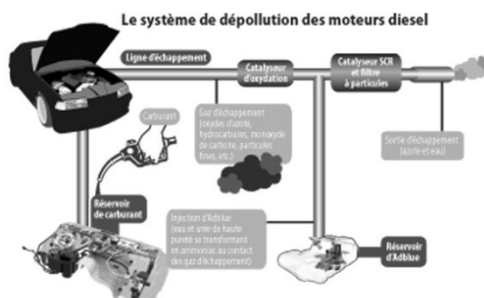 Le système de dépollution des moteurs diesel
Ligne d'échappement
Catalyseur
d'oxydation
Catalyseur SCR
et filtre
à particules
Carburant
Gaz d'échappement
(oxydes d'azote,
hydrocarbures, monoxyde
de carbone, particules
fines, etc.)
Sortie d'échappement
(azote et eau)
Réservoir
de carburant
Injection d'Adblue
(eau et urée de haute
pureté se transformant
en ammoniac au contact
des gaz d'échappement)
Réservoir
d'Adblue